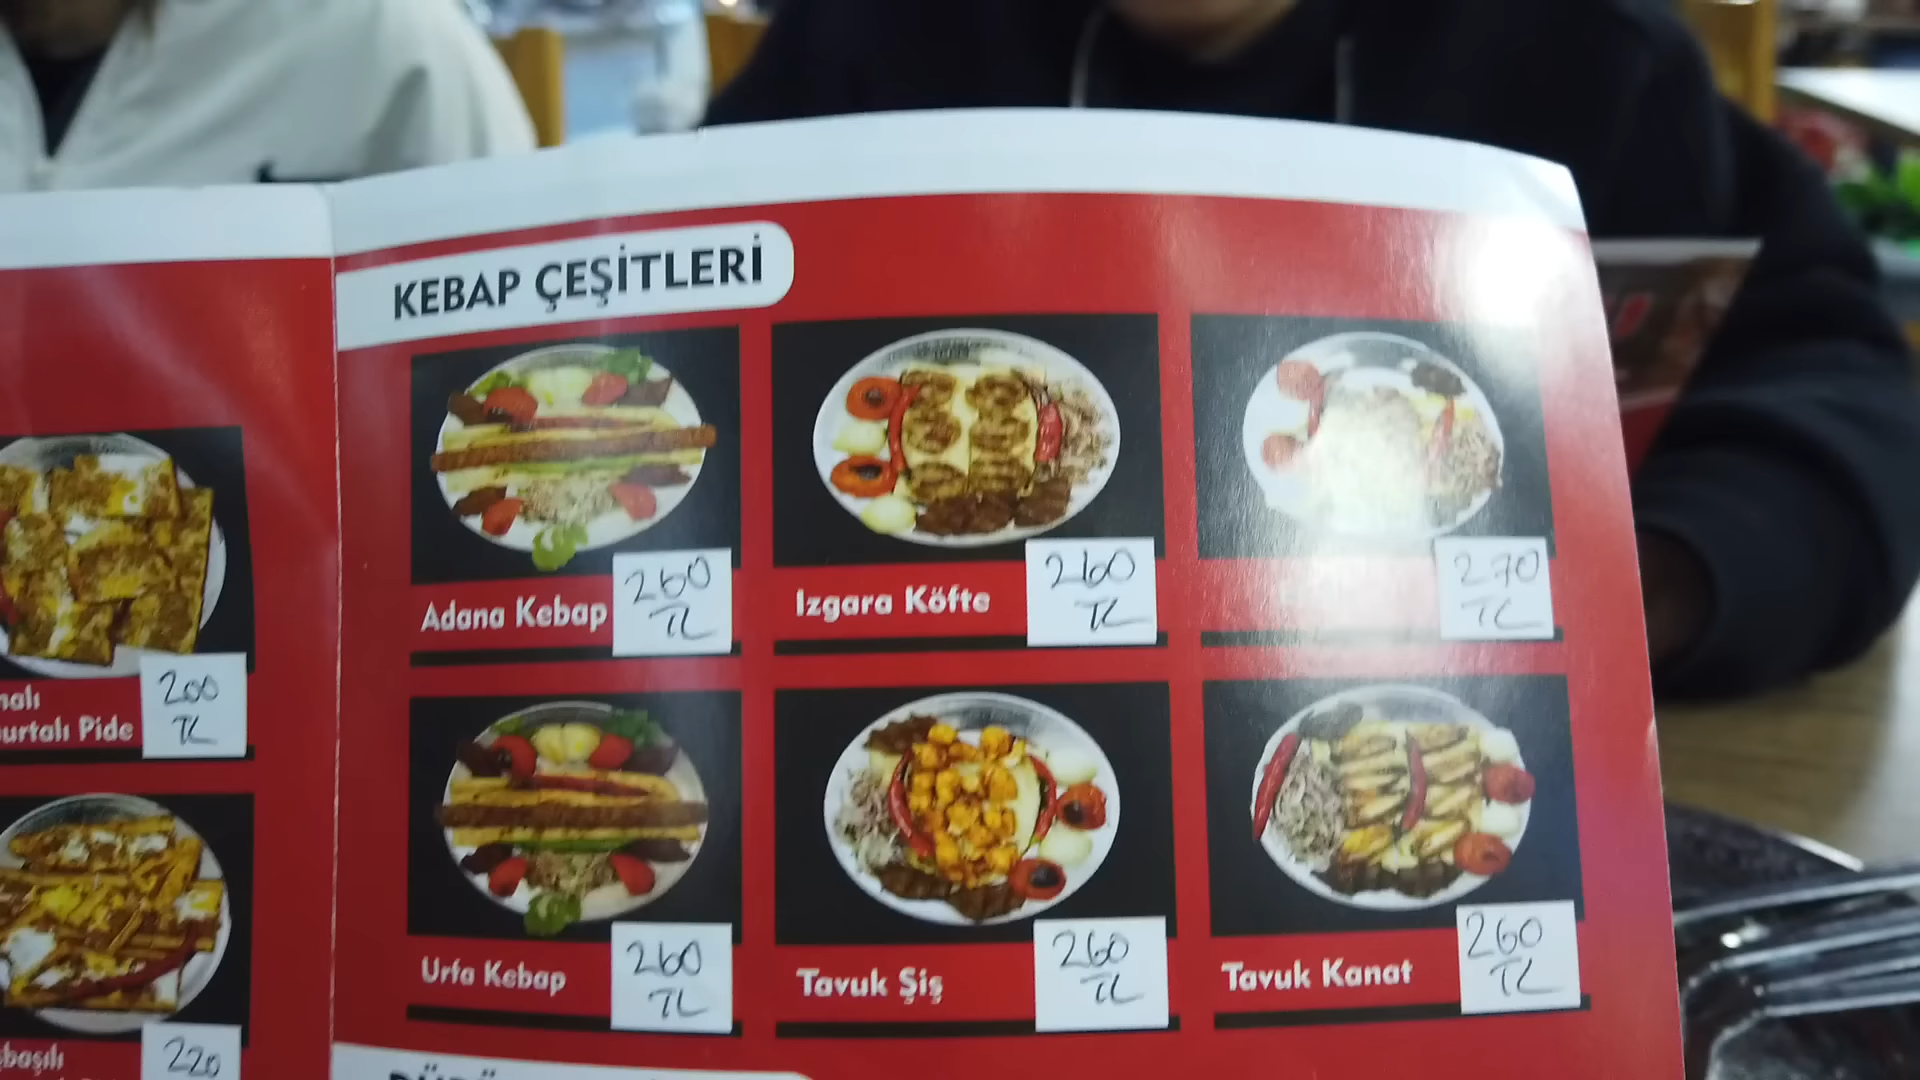 KEBAP ÇEŞİTLERİ
Adana Kebap
260
TL
Izgara Köfte
260
TL
270
TL
Urfa Kebap
260
TL
Tavuk Şiş
260
TL
Tavuk Kanat
260
TL
Pide
200
TL
220